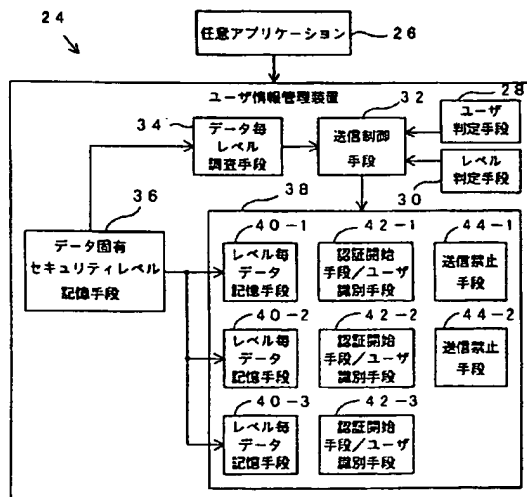 24
任意アプリケーション
26
ユーザ情報管理装置
28
ユーザ
判定手段
32
送信制御
手段
34
データ毎
レベル
調査手段
レベル
判定手段
30
36
データ固有
セキュリティレベル
記憶手段
38
40-1
レベル毎
データ
記憶手段
42-1
認証開始
手段/ユーザ
識別手段
44-1
送信禁止
手段
40-2
レベル毎
データ
記憶手段
42-2
認証開始
手段/ユーザ
識別手段
44-2
送信禁止
手段
40-3
レベル毎
データ
記憶手段
42-3
認証開始
手段/ユーザ
識別手段